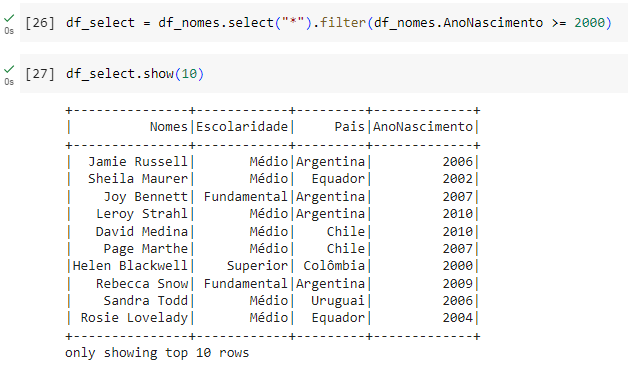 [26] df_select = df_nomes.select("*").filter(df_nomes.AnoNascimento >= 2000)
0s
[27] df_select.show(10)
0s
+---------------+------------+---------+-------------+
|          Nomes|Escolaridade|     Pais|AnoNascimento|
+---------------+------------+---------+-------------+
|  Jamie Russell|       Médio|Argentina|         2006|
|  Sheila Maurer|       Médio|  Equador|         2002|
|    Joy Bennett| Fundamental|Argentina|         2007|
|   Leroy Strahl|       Médio|Argentina|         2010|
|   David Medina|       Médio|    Chile|         2010|
|    Page Marthe|       Médio|    Chile|         2007|
|Helen Blackwell|    Superior| Colômbia|         2000|
|   Rebecca Snow| Fundamental|Argentina|         2009|
|    Sandra Todd|       Médio|  Uruguai|         2006|
| Rosie Lovelady|       Médio|  Equador|         2004|
+---------------+------------+---------+-------------+
only showing top 10 rows